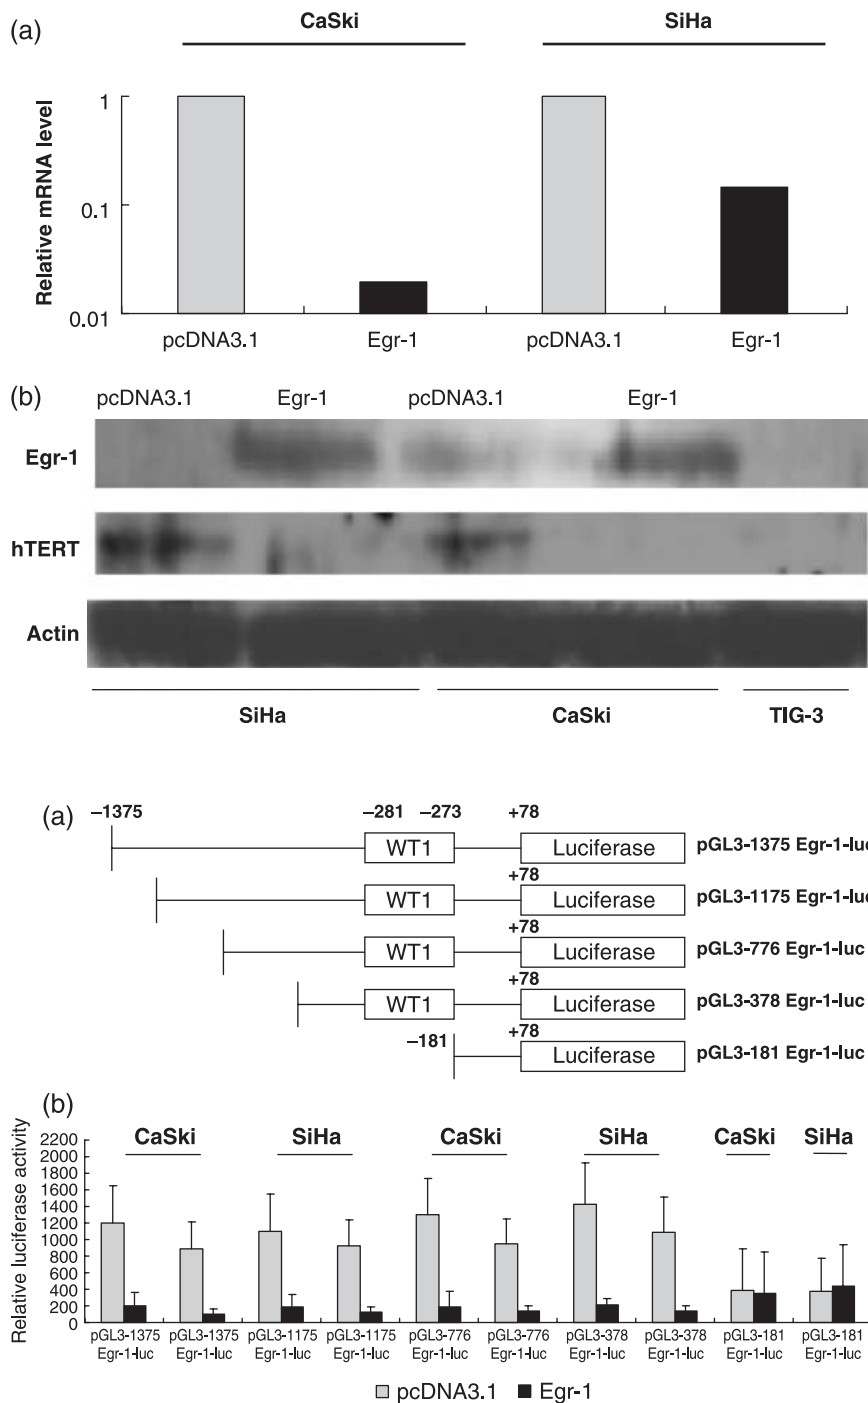 (a)
CaSki SiHa
Relative mRNA level
1
0.1
0.01
pcDNA3.1 Egr-1 pcDNA3.1 Egr-1
(b)
pcDNA3.1 Egr-1 pcDNA3.1 Egr-1
Egr-1
hTERT
Actin
SiHa CaSki TIG-3
(a)
–1375 –281 –273 +78
WT1 Luciferase pGL3-1375 Egr-1-luc
+78
WT1 Luciferase pGL3-1175 Egr-1-luc
+78
WT1 Luciferase pGL3-776 Egr-1-luc
+78
WT1 Luciferase pGL3-378 Egr-1-luc
–181 +78
Luciferase pGL3-181 Egr-1-luc
(b)
CaSki SiHa CaSki SiHa CaSki SiHa
Relative luciferase activity
2200
2000
1800
1600
1400
1200
1000
800
600
400
200
0
pGL3-1375 pGL3-1375 pGL3-1175 pGL3-1175 pGL3-776 pGL3-776 pGL3-378 pGL3-378 pGL3-181 pGL3-181
Egr-1-luc Egr-1-luc Egr-1-luc Egr-1-luc Egr-1-luc Egr-1-luc Egr-1-luc Egr-1-luc Egr-1-luc Egr-1-luc
pcDNA3.1 Egr-1